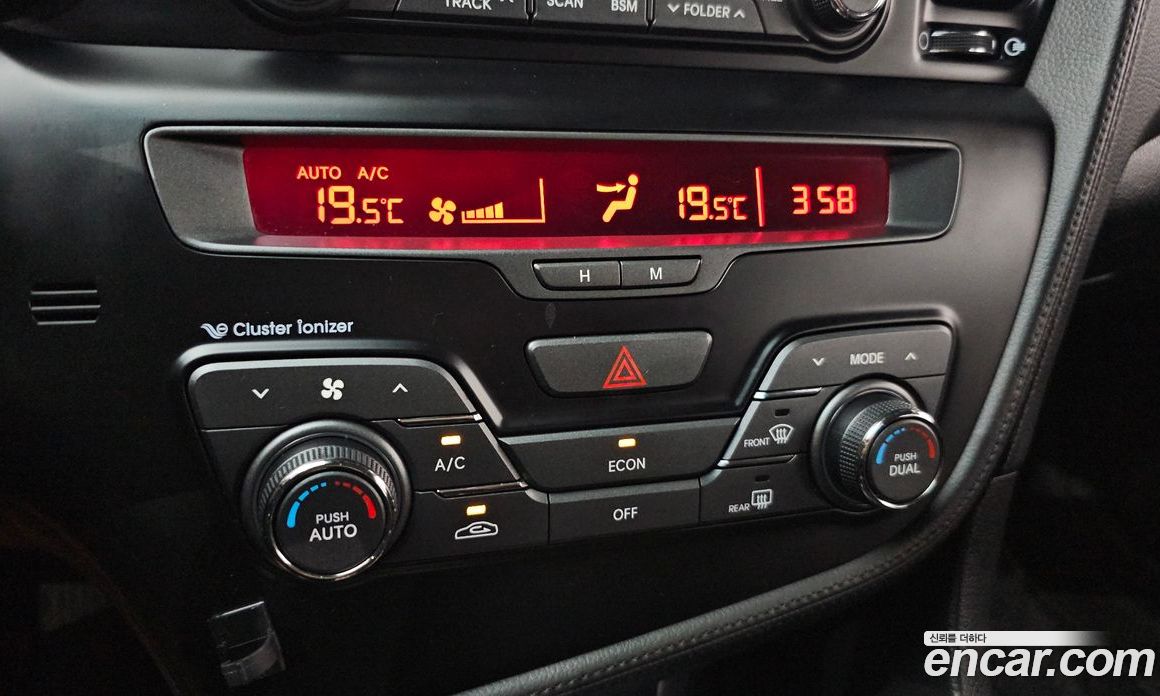 TRACK
SCAN
BSM
FOLDER
AUTO A/C
19.5°C
19.5°C
3:58
H
M
Cluster ionizer
MODE
FRONT
A/C
ECON
PUSH
DUAL
REAR
OFF
PUSH
AUTO
신뢰를 더하다
encar.com